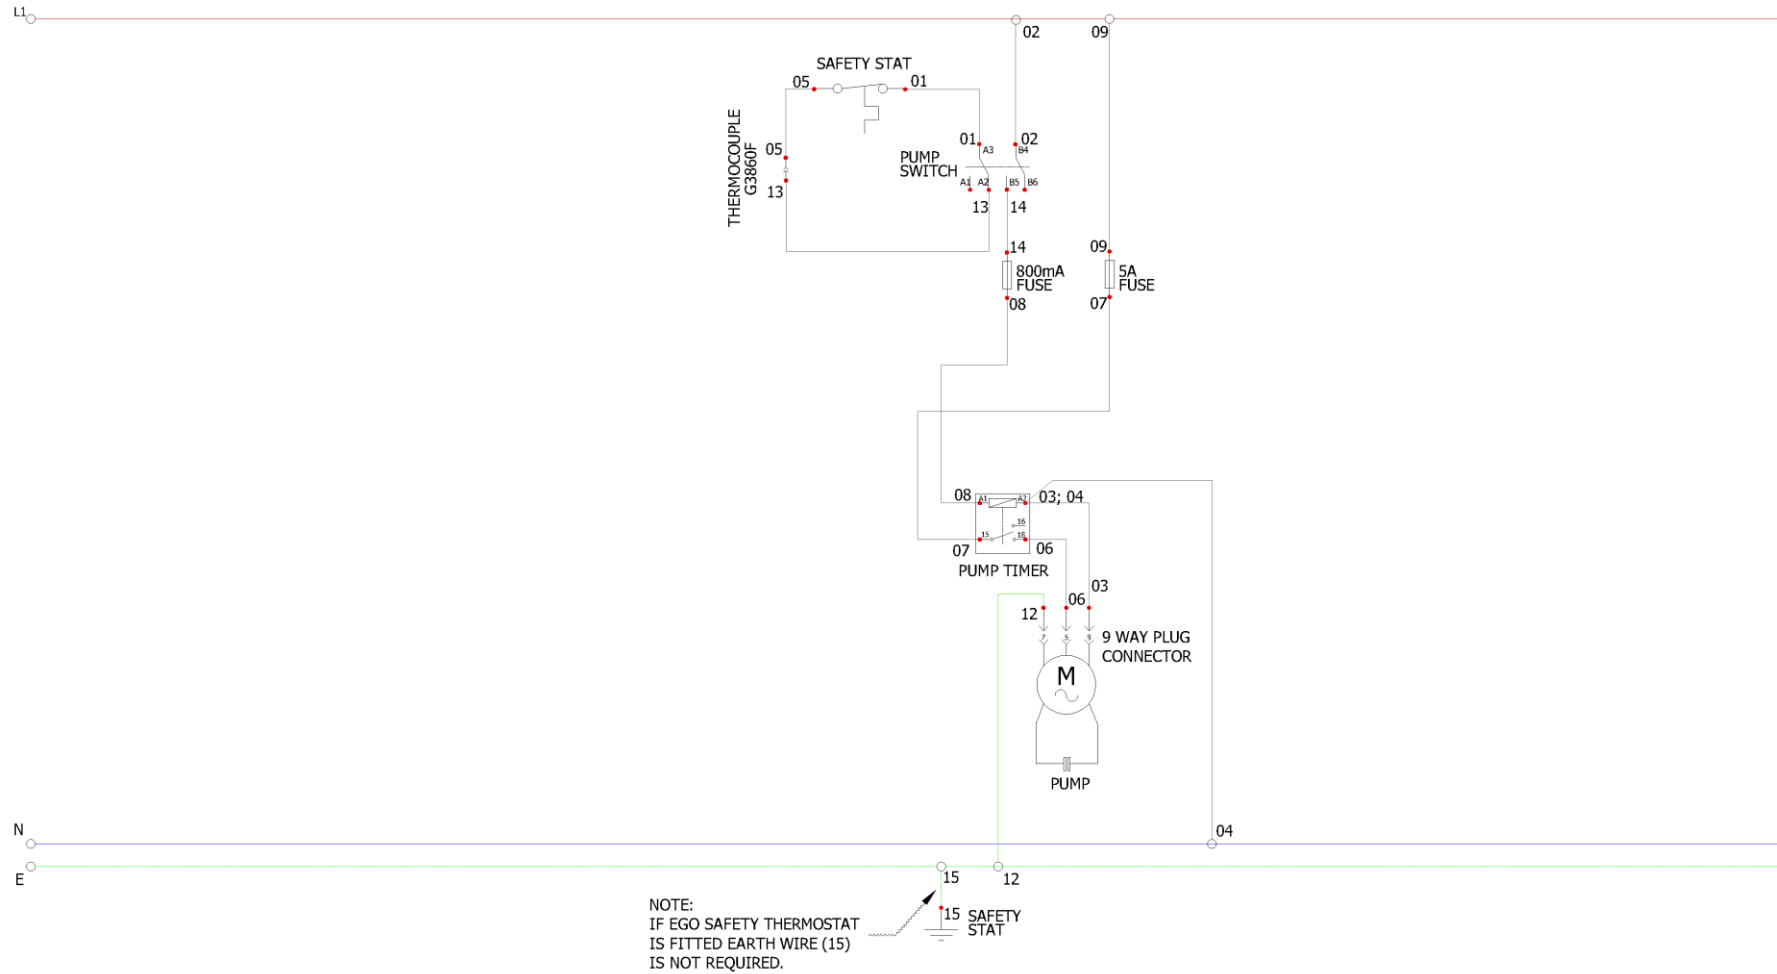 L1
02
09
SAFETY STAT
05
01
THERMOCOUPLE
G3860F
05
13
01
02
A3
B4
PUMP
SWITCH
A1
A2
B5
B6
13
14
14
09
800mA
FUSE
5A
FUSE
08
07
08
A1
A2
03; 04
16
15
18
07
06
PUMP TIMER
03
06
12
7
5
9
9 WAY PLUG
CONNECTOR
M
PUMP
N
04
E
15
12
NOTE:
IF EGO SAFETY THERMOSTAT
IS FITTED EARTH WIRE (15)
IS NOT REQUIRED.
15
SAFETY
STAT